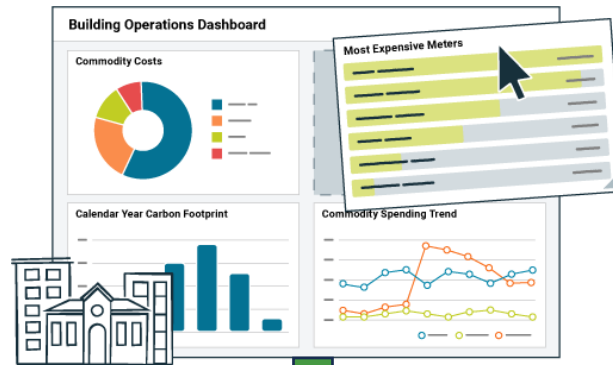 Building Operations Dashboard
Commodity Costs
Most Expensive Meters
Calendar Year Carbon Footprint
Commodity Spending Trend